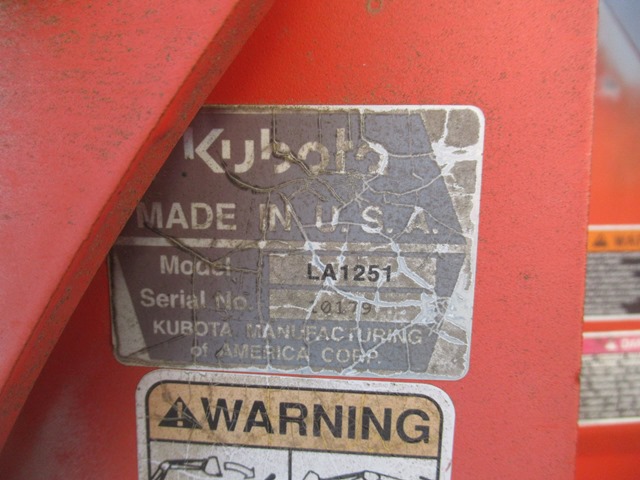 Kubota
MADE IN U.S.A.
Model LA1251
Serial No.
KUBOTA MANUFACTURING
of AMERICA CORP.
WARNING